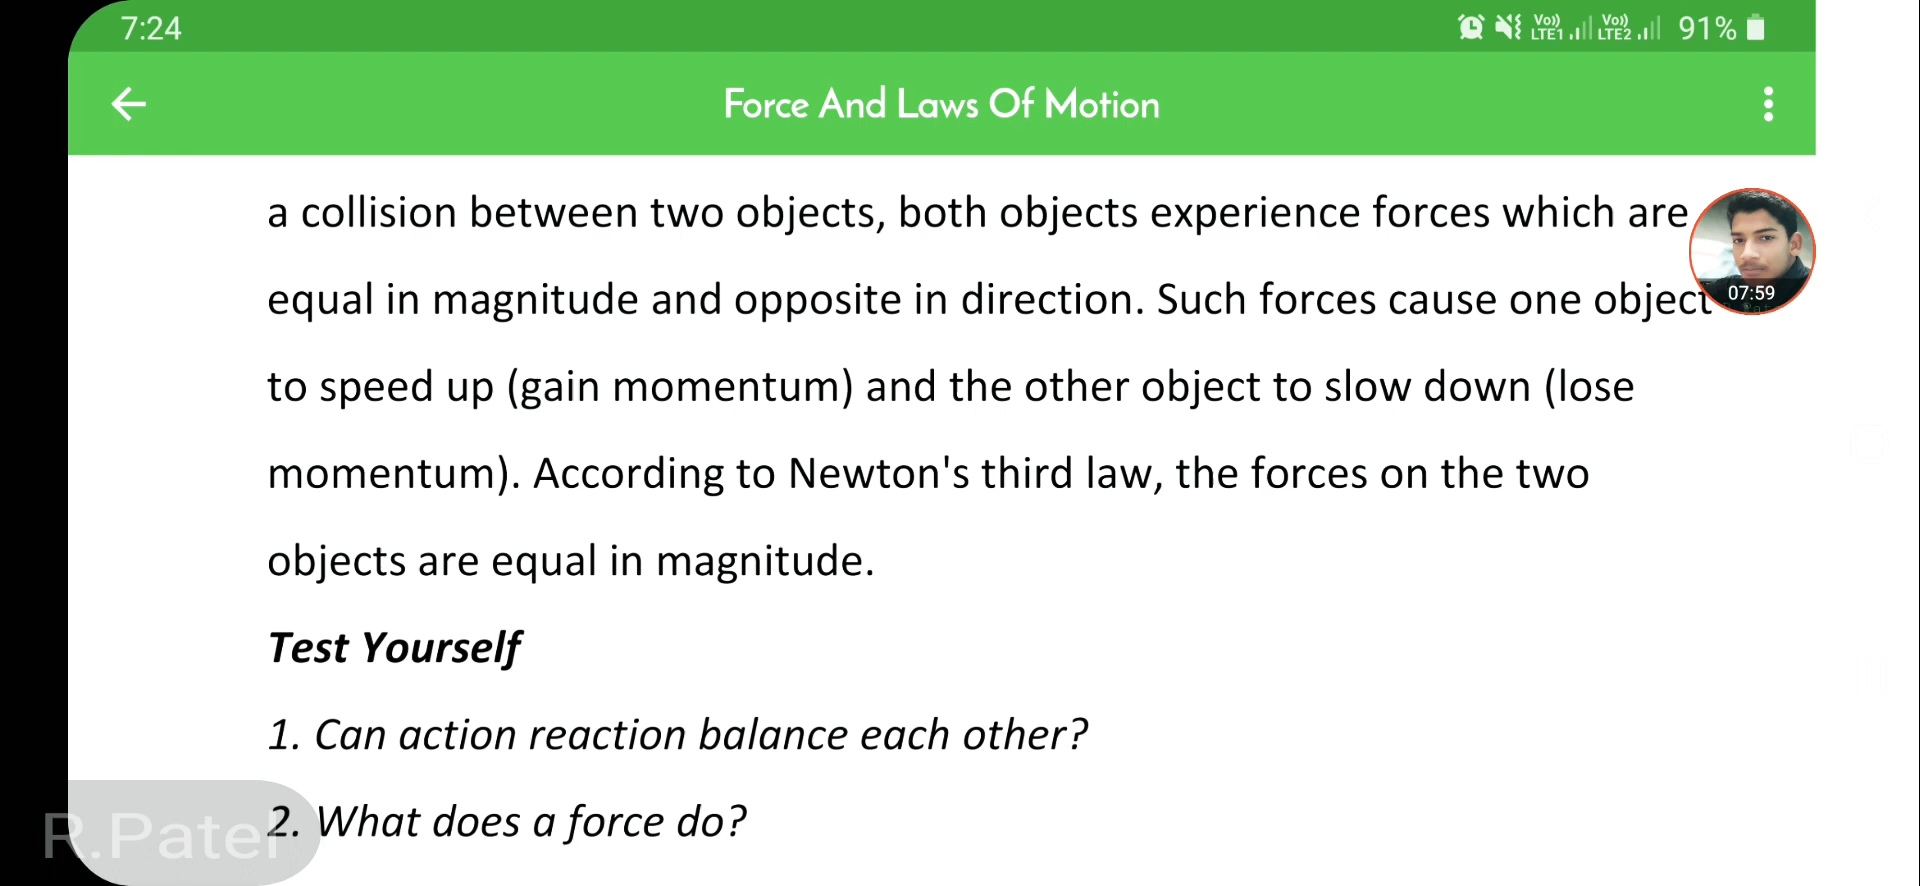 7:24
Vo)) LTE1 Vo)) LTE2 91%
Force And Laws Of Motion
a collision between two objects, both objects experience forces which are
equal in magnitude and opposite in direction. Such forces cause one object
07:59
to speed up (gain momentum) and the other object to slow down (lose
momentum). According to Newton's third law, the forces on the two
objects are equal in magnitude.
Test Yourself
1. Can action reaction balance each other?
2. What does a force do?
R.Patel